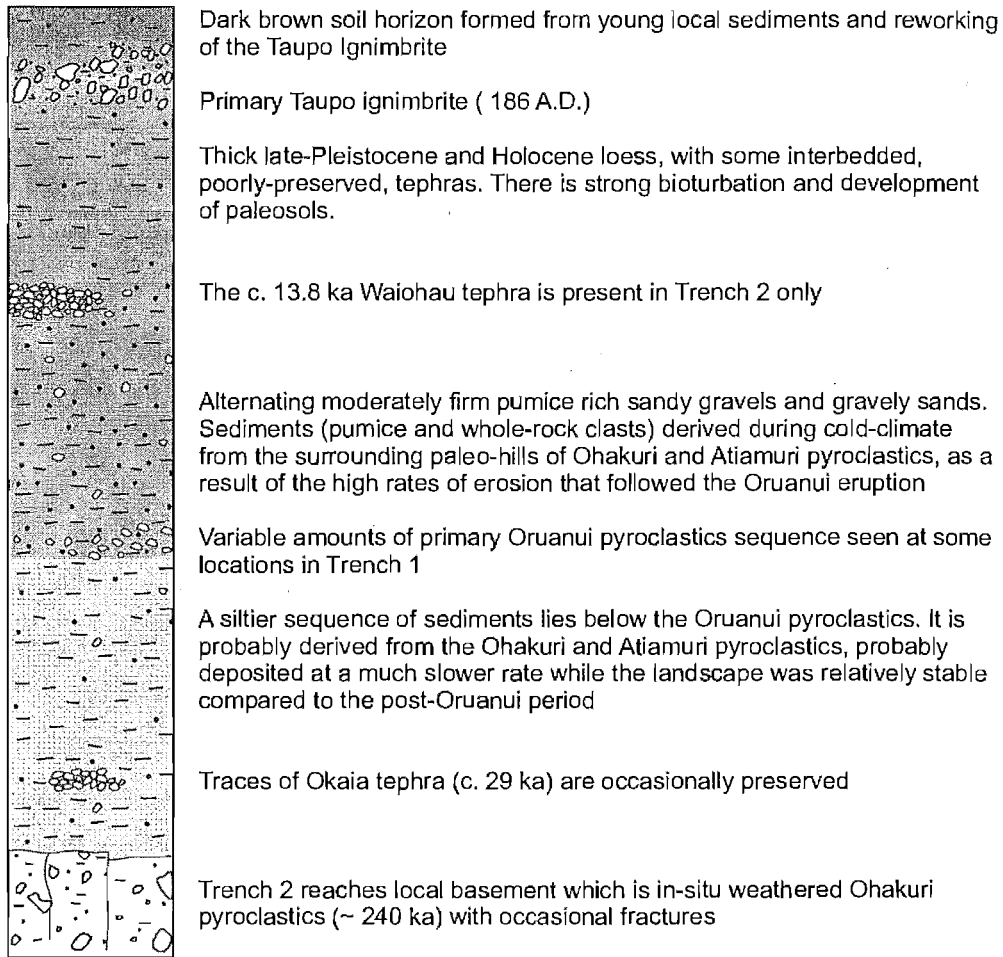 Dark brown soil horizon formed from young local sediments and reworking
of the Taupo Ignimbrite
Primary Taupo ignimbrite ( 186 A.D.)
Thick late-Pleistocene and Holocene loess, with some interbedded,
poorly-preserved, tephras. There is strong bioturbation and development
of paleosols.
The c. 13.8 ka Waiohau tephra is present in Trench 2 only
Alternating moderately firm pumice rich sandy gravels and gravely sands.
Sediments (pumice and whole-rock clasts) derived during cold-climate
from the surrounding paleo-hills of Ohakuri and Atiamuri pyroclastics, as a
result of the high rates of erosion that followed the Oruanui eruption
Variable amounts of primary Oruanui pyroclastics sequence seen at some
locations in Trench 1
A siltier sequence of sediments lies below the Oruanui pyroclastics. It is
probably derived from the Ohakuri and Atiamuri pyroclastics, probably
deposited at a much slower rate while the landscape was relatively stable
compared to the post-Oruanui period
Traces of Okaia tephra (c. 29 ka) are occasionally preserved
Trench 2 reaches local basement which is in-situ weathered Ohakuri
pyroclastics (~ 240 ka) with occasional fractures